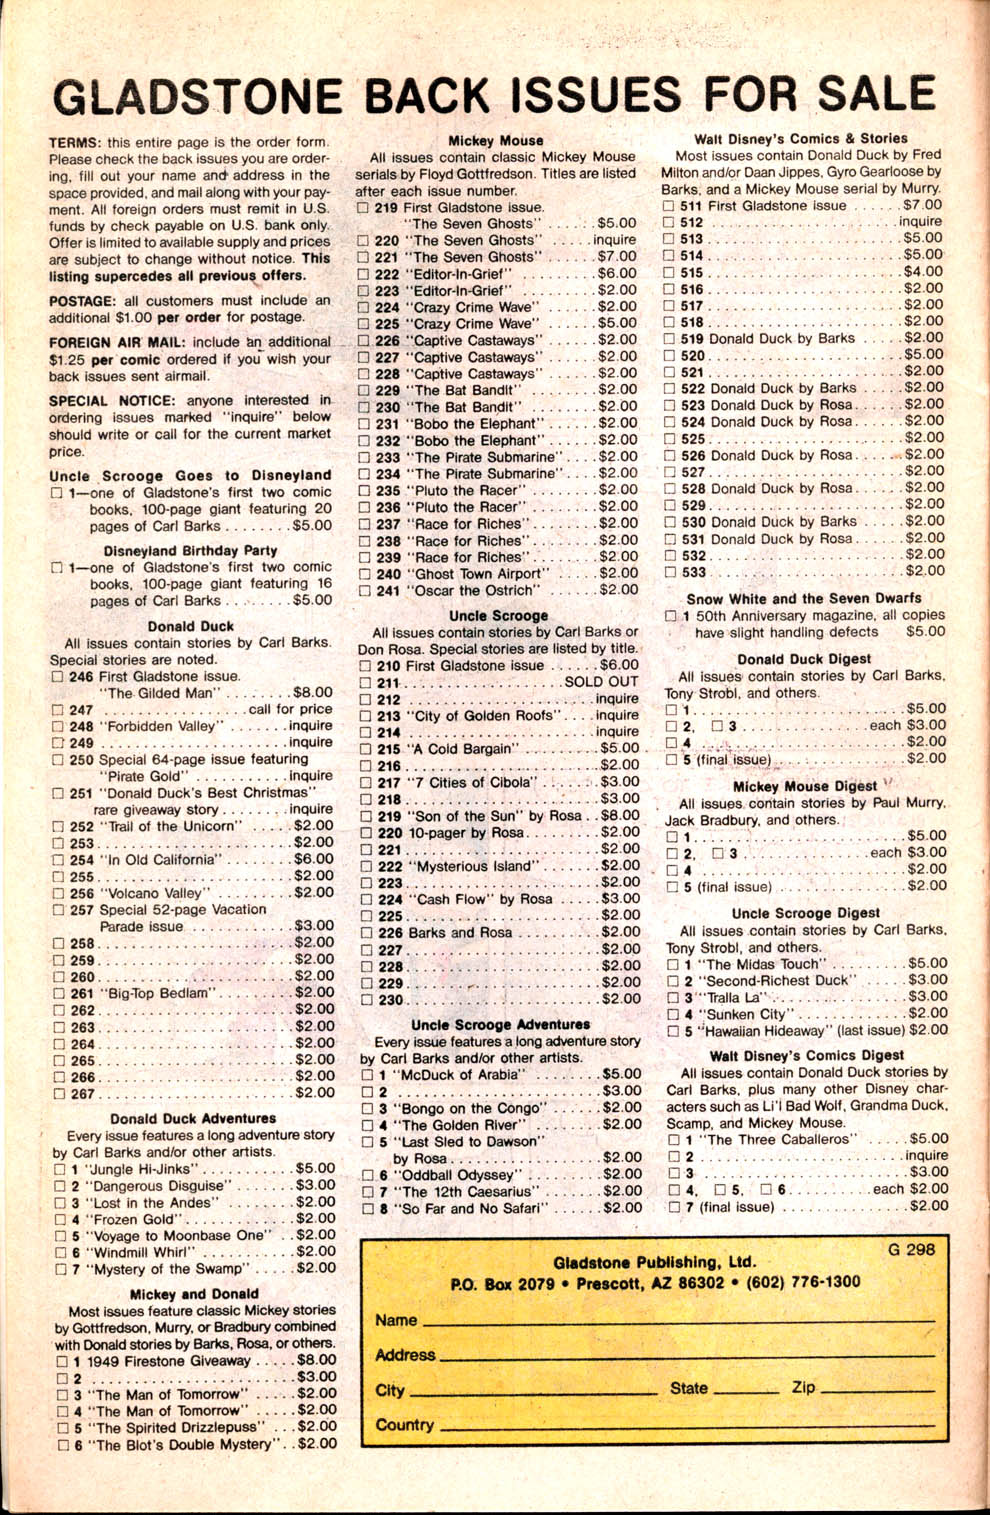 GLADSTONE BACK ISSUES FOR SALE
TERMS: this entire page is the order form.
Please check the back issues you are order-
ing, fill out your name and address in the
space provided, and mail along with your pay-
ment. All foreign orders must remit in U.S.
funds by check payable on U.S. bank only.
Offer is limited to available supply and prices
are subject to change without notice. This
listing supercedes all previous offers.
POSTAGE: all customers must include an
additional $1.00 per order for postage.
FOREIGN AIR MAIL: include an additional
$1.25 per comic ordered if you wish your
back issues sent airmail.
SPECIAL NOTICE: anyone interested in
ordering issues marked "inquire" below
should write or call for the current market
price.
Uncle Scrooge Goes to Disneyland
☐ 1—one of Gladstone's first two comic
books, 100-page giant featuring 20
pages of Carl Barks ........ $5.00
Disneyland Birthday Party
☐ 1—one of Gladstone's first two comic
books, 100-page giant featuring 16
pages of Carl Barks ........ $5.00
Donald Duck
All issues contain stories by Carl Barks.
Special stories are noted.
☐ 246 First Gladstone issue.
"The Gilded Man" ........ $8.00
☐ 247 ................. call for price
☐ 248 "Forbidden Valley" ....... inquire
☐ 249 ...................... inquire
☐ 250 Special 64-page issue featuring
"Pirate Gold" ........... inquire
☐ 251 "Donald Duck's Best Christmas"
rare giveaway story ....... inquire
☐ 252 "Trail of the Unicorn" ..... $2.00
☐ 253 ....................... $2.00
☐ 254 "In Old California" ........ $6.00
☐ 255 ....................... $2.00
☐ 256 "Volcano Valley" ......... $2.00
☐ 257 Special 52-page Vacation
Parade issue ............ $3.00
☐ 258 ....................... $2.00
☐ 259 ....................... $2.00
☐ 260 ....................... $2.00
☐ 261 "Big-Top Bedlam" ......... $2.00
☐ 262 ....................... $2.00
☐ 263 ....................... $2.00
☐ 264 ....................... $2.00
☐ 265 ....................... $2.00
☐ 266 ....................... $2.00
☐ 267 ....................... $2.00
Donald Duck Adventures
Every issue features a long adventure story
by Carl Barks and/or other artists.
☐ 1 "Jungle Hi-Jinks" ........... $5.00
☐ 2 "Dangerous Disguise" ....... $3.00
☐ 3 "Lost in the Andes" ......... $2.00
☐ 4 "Frozen Gold" ............. $2.00
☐ 5 "Voyage to Moonbase One" .. $2.00
☐ 6 "Windmill Whirl" ........... $2.00
☐ 7 "Mystery of the Swamp" ..... $2.00
Mickey and Donald
Most issues feature classic Mickey stories
by Gottfredson, Murry, or Bradbury combined
with Donald stories by Barks, Rosa, or others.
☐ 1 1949 Firestone Giveaway ..... $8.00
☐ 2 ........................ $3.00
☐ 3 "The Man of Tomorrow" ..... $2.00
☐ 4 "The Man of Tomorrow" ..... $2.00
☐ 5 "The Spirited Drizzlepuss" ... $2.00
☐ 6 "The Blot's Double Mystery" .. $2.00
Mickey Mouse
All issues contain classic Mickey Mouse
serials by Floyd Gottfredson. Titles are listed
after each issue number.
☐ 219 First Gladstone issue.
"The Seven Ghosts" ...... $5.00
☐ 220 "The Seven Ghosts" ..... inquire
☐ 221 "The Seven Ghosts" ...... $7.00
☐ 222 "Editor-In-Grief" ......... $6.00
☐ 223 "Editor-In-Grief" ......... $2.00
☐ 224 "Crazy Crime Wave" ...... $2.00
☐ 225 "Crazy Crime Wave" ...... $5.00
☐ 226 "Captive Castaways" ...... $2.00
☐ 227 "Captive Castaways" ...... $2.00
☐ 228 "Captive Castaways" ...... $2.00
☐ 229 "The Bat Bandit" ......... $2.00
☐ 230 "The Bat Bandit" ......... $2.00
☐ 231 "Bobo the Elephant" ...... $2.00
☐ 232 "Bobo the Elephant" ...... $2.00
☐ 233 "The Pirate Submarine" .... $2.00
☐ 234 "The Pirate Submarine" .... $2.00
☐ 235 "Pluto the Racer" ........ $2.00
☐ 236 "Pluto the Racer" ........ $2.00
☐ 237 "Race for Riches" ........ $2.00
☐ 238 "Race for Riches" ........ $2.00
☐ 239 "Race for Riches" ........ $2.00
☐ 240 "Ghost Town Airport" ..... $2.00
☐ 241 "Oscar the Ostrich" ...... $2.00
Uncle Scrooge
All issues contain stories by Carl Barks or
Don Rosa. Special stories are listed by title.
☐ 210 First Gladstone issue ...... $6.00
☐ 211 .................... SOLD OUT
☐ 212 ....................... inquire
☐ 213 "City of Golden Roofs" .... inquire
☐ 214 ....................... inquire
☐ 215 "A Cold Bargain" ......... $5.00
☐ 216 ....................... $2.00
☐ 217 "7 Cities of Cibola" ....... $3.00
☐ 218 ....................... $3.00
☐ 219 "Son of the Sun" by Rosa .. $8.00
☐ 220 10-pager by Rosa ......... $2.00
☐ 221 ....................... $2.00
☐ 222 "Mysterious Island" ....... $2.00
☐ 223 ....................... $2.00
☐ 224 "Cash Flow" by Rosa ..... $3.00
☐ 225 ....................... $2.00
☐ 226 Barks and Rosa .......... $2.00
☐ 227 ....................... $2.00
☐ 228 ....................... $2.00
☐ 229 ....................... $2.00
☐ 230 ....................... $2.00
Uncle Scrooge Adventures
Every issue features a long adventure story
by Carl Barks and/or other artists.
☐ 1 "McDuck of Arabia" ........ $5.00
☐ 2 ........................ $3.00
☐ 3 "Bongo on the Congo" ...... $2.00
☐ 4 "The Golden River" ......... $2.00
☐ 5 "Last Sled to Dawson"
by Rosa ................. $2.00
☐ 6 "Oddball Odyssey" ......... $2.00
☐ 7 "The 12th Caesarius" ....... $2.00
☐ 8 "So Far and No Safari" ...... $2.00
Walt Disney's Comics & Stories
Most issues contain Donald Duck by Fred
Milton and/or Daan Jippes, Gyro Gearloose by
Barks, and a Mickey Mouse serial by Murry.
☐ 511 First Gladstone issue ...... $7.00
☐ 512 ....................... inquire
☐ 513 ....................... $5.00
☐ 514 ....................... $5.00
☐ 515 ....................... $4.00
☐ 516 ....................... $2.00
☐ 517 ....................... $2.00
☐ 518 ....................... $2.00
☐ 519 Donald Duck by Barks ..... $2.00
☐ 520 ....................... $5.00
☐ 521 ....................... $2.00
☐ 522 Donald Duck by Barks ..... $2.00
☐ 523 Donald Duck by Rosa ...... $2.00
☐ 524 Donald Duck by Rosa ...... $2.00
☐ 525 ....................... $2.00
☐ 526 Donald Duck by Rosa ...... $2.00
☐ 527 ....................... $2.00
☐ 528 Donald Duck by Rosa ...... $2.00
☐ 529 ....................... $2.00
☐ 530 Donald Duck by Barks ..... $2.00
☐ 531 Donald Duck by Rosa ...... $2.00
☐ 532 ....................... $2.00
☐ 533 ....................... $2.00
Snow White and the Seven Dwarfs
☐ 1 50th Anniversary magazine, all copies
have slight handling defects $5.00
Donald Duck Digest
All issues contain stories by Carl Barks,
Tony Strobl, and others.
☐ 1 ........................ $5.00
☐ 2, ☐ 3 ................ each $3.00
☐ 4 ........................ $2.00
☐ 5 (final issue) .............. $2.00
Mickey Mouse Digest
All issues contain stories by Paul Murry,
Jack Bradbury, and others.
☐ 1 ........................ $5.00
☐ 2, ☐ 3 ................ each $3.00
☐ 4 ........................ $2.00
☐ 5 (final issue) .............. $2.00
Uncle Scrooge Digest
All issues contain stories by Carl Barks,
Tony Strobl, and others.
☐ 1 "The Midas Touch" ......... $5.00
☐ 2 "Second-Richest Duck" ...... $3.00
☐ 3 "Tralla La" ................ $3.00
☐ 4 "Sunken City" ............. $2.00
☐ 5 "Hawaiian Hideaway" (last issue) $2.00
Walt Disney's Comics Digest
All issues contain Donald Duck stories by
Carl Barks, plus many other Disney char-
acters such as Li'l Bad Wolf, Grandma Duck,
Scamp, and Mickey Mouse.
☐ 1 "The Three Caballeros" ..... $5.00
☐ 2 ........................ inquire
☐ 3 ........................ $3.00
☐ 4, ☐ 5, ☐ 6 .......... each $2.00
☐ 7 (final issue) .............. $2.00
G 298
Gladstone Publishing, Ltd.
P.O. Box 2079 • Prescott, AZ 86302 • (602) 776-1300
Name
Address
City State Zip
Country